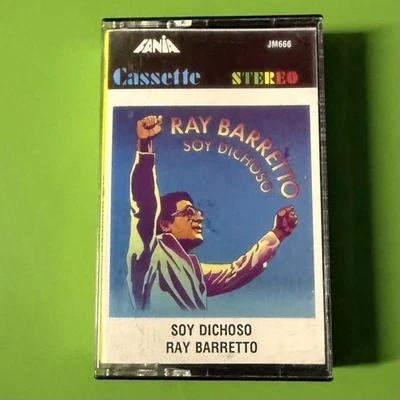 FANIA JM666
Cassette STEREO
RAY BARRETTO
SOY DICHOSO
SOY DICHOSO
RAY BARRETTO